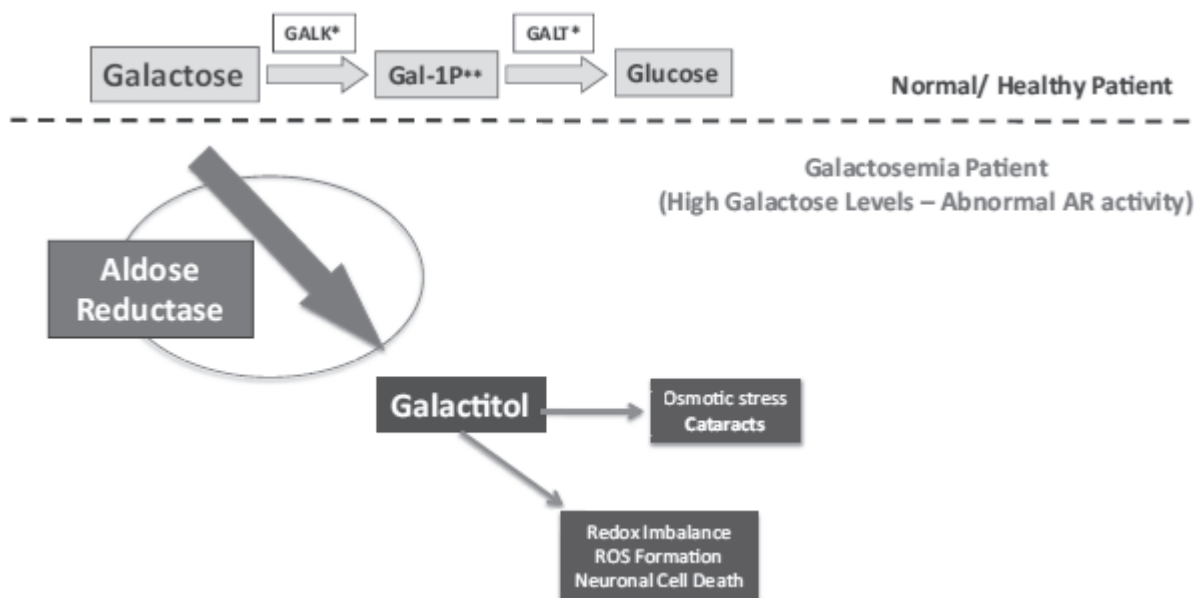 GALK*
GALT*
Galactose
Gal-1P**
Glucose
Normal/ Healthy Patient
Galactosemia Patient
(High Galactose Levels – Abnormal AR activity)
Aldose
Reductase
Galactitol
Osmotic stress
Cataracts
Redox Imbalance
ROS Formation
Neuronal Cell Death